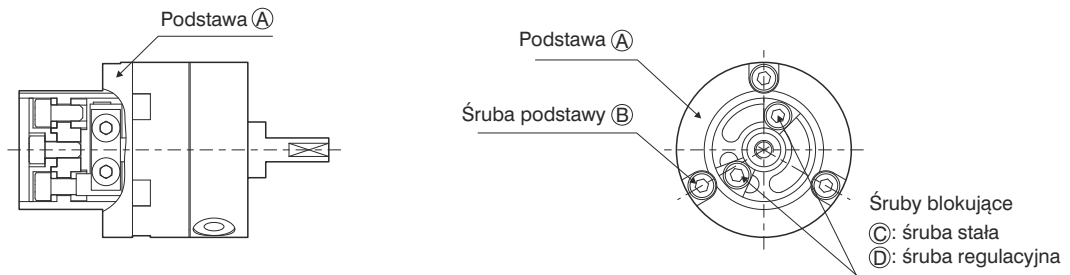 Podstawa Ⓐ
Podstawa Ⓐ
Śruba podstawy Ⓑ
Śruby blokujące
Ⓒ: śruba stała
Ⓓ: śruba regulacyjna